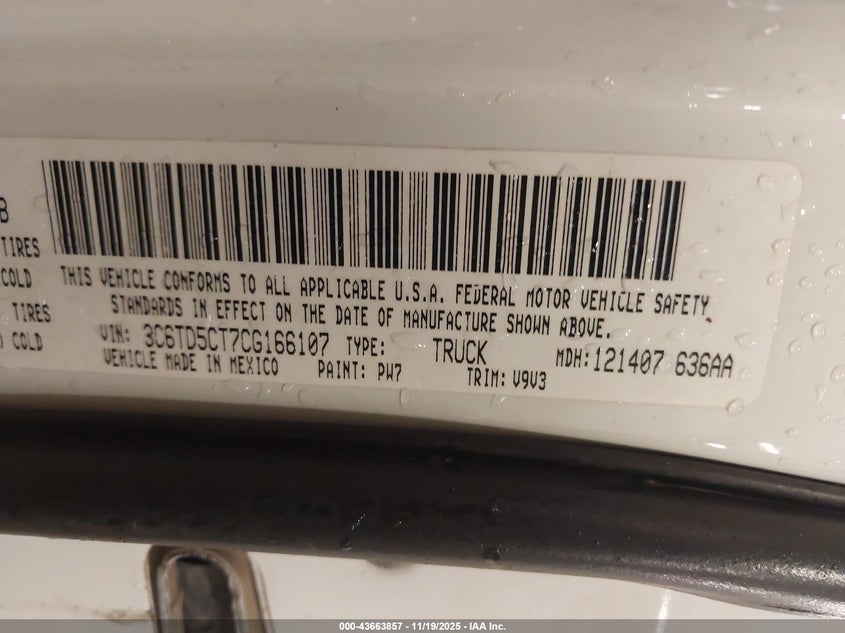 B
TIRES
COLD
TIRES
COLD
THIS VEHICLE CONFORMS TO ALL APPLICABLE U.S.A. FEDERAL MOTOR VEHICLE SAFETY
STANDARDS IN EFFECT ON THE DATE OF MANUFACTURE SHOWN ABOVE.
VIN: 3C6TD5CT7CG166107 TYPE: TRUCK MDH:121407 636AA
VEHICLE MADE IN MEXICO PAINT: PW7 TRIM: V9V3
000-43663857 - 11/19/2025 - IAA Inc.